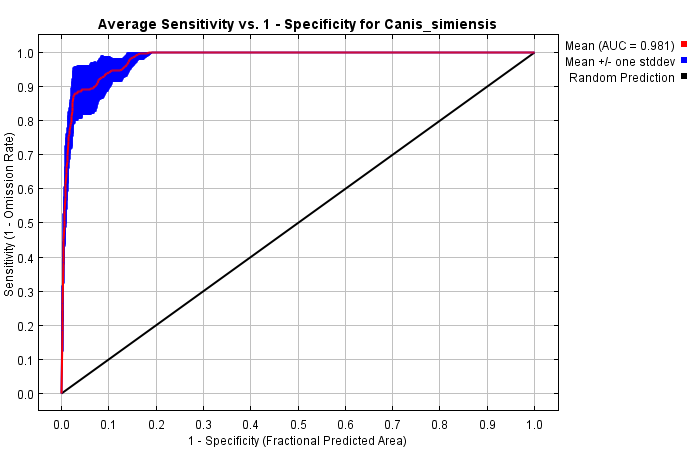 Average Sensitivity vs. 1 - Specificity for Canis_simiensis
Mean (AUC = 0.981)
Mean +/- one stddev
Random Prediction
Sensitivity (1 - Omission Rate)
1.0
0.9
0.8
0.7
0.6
0.5
0.4
0.3
0.2
0.1
0.0
0.0 0.1 0.2 0.3 0.4 0.5 0.6 0.7 0.8 0.9 1.0
1 - Specificity (Fractional Predicted Area)